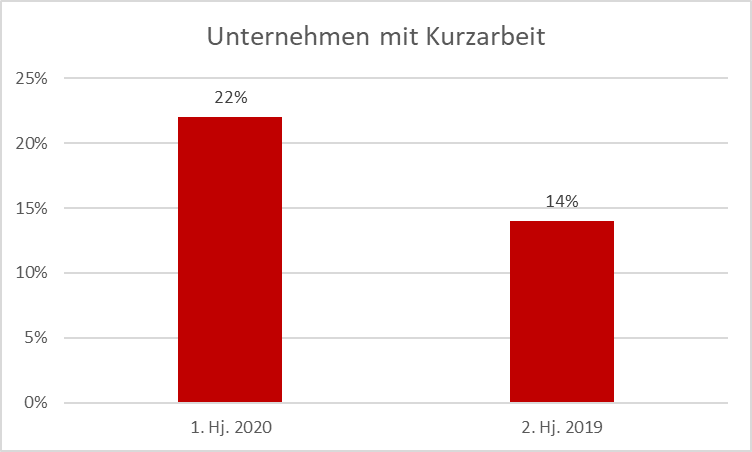 Unternehmen mit Kurzarbeit
25%
20%
15%
10%
5%
0%
22%
14%
1. Hj. 2020
2. Hj. 2019